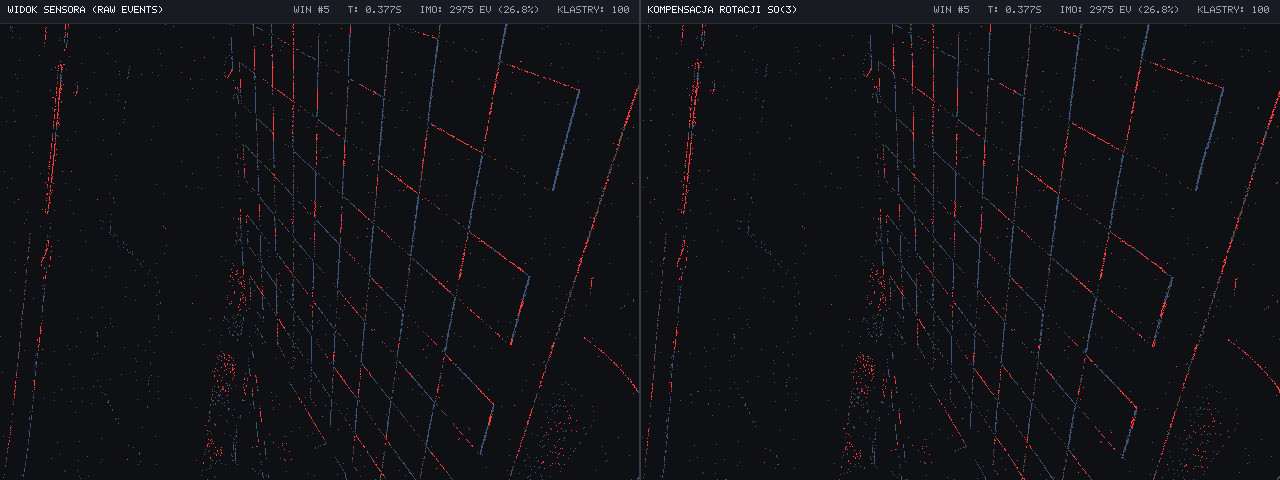 WIDOK SENSORA (RAW EVENTS) WIN #5 T: 0.377S IMO: 2975 EV (26.8%) KLASTRY: 100
KOMPENSACJA ROTACJI SO(3) WIN #5 T: 0.377S IMO: 2975 EV (26.8%) KLASTRY: 100